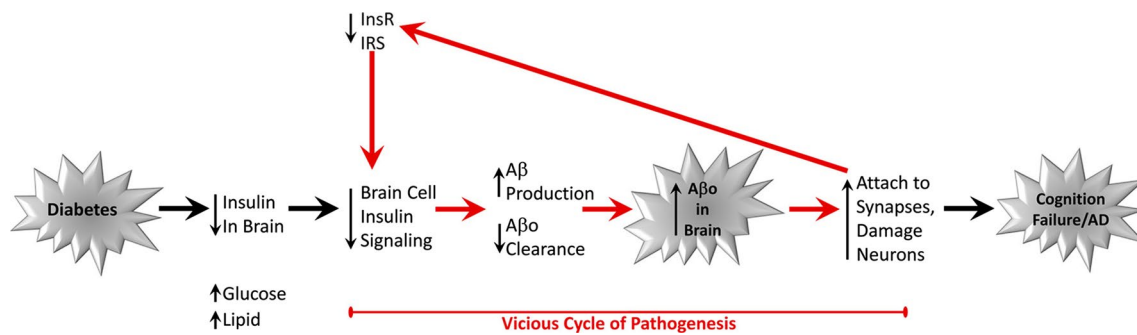 InsR
IRS
Diabetes
Insulin
In Brain
Glucose
Lipid
Brain Cell
Insulin
Signaling
Aβ
Production
Aβo
Clearance
Aβo
in
Brain
Attach to
Synapses,
Damage
Neurons
Cognition
Failure/AD
Vicious Cycle of Pathogenesis